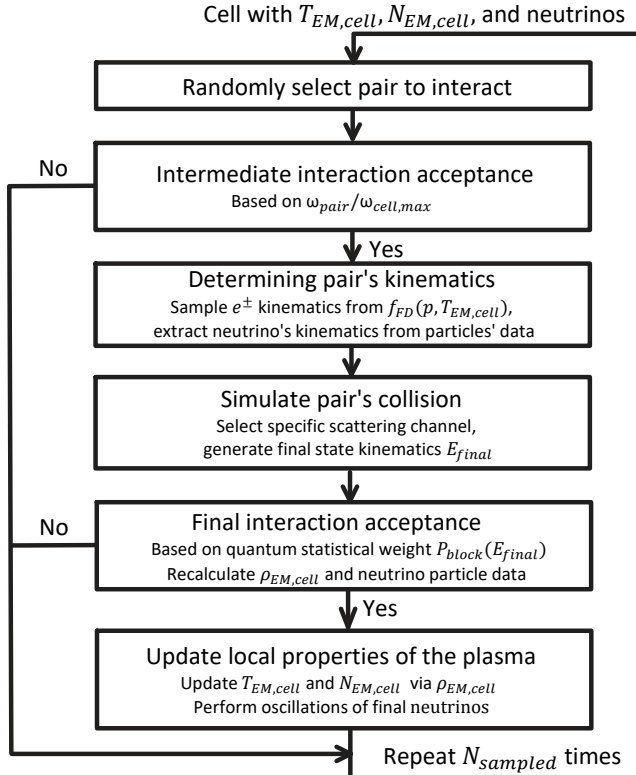 Cell with T_{EM,cell}, N_{EM,cell}, and neutrinos
Randomly select pair to interact
No
Intermediate interaction acceptance
Based on ω_{pair}/ω_{cell,max}
Yes
Determining pair's kinematics
Sample e^{±} kinematics from f_{FD}(p, T_{EM,cell}),
extract neutrino's kinematics from particles' data
Simulate pair's collision
Select specific scattering channel,
generate final state kinematics E_{final}
No
Final interaction acceptance
Based on quantum statistical weight P_{block}(E_{final})
Recalculate ρ_{EM,cell} and neutrino particle data
Yes
Update local properties of the plasma
Update T_{EM,cell} and N_{EM,cell} via ρ_{EM,cell}
Perform oscillations of final neutrinos
Repeat N_{sampled} times